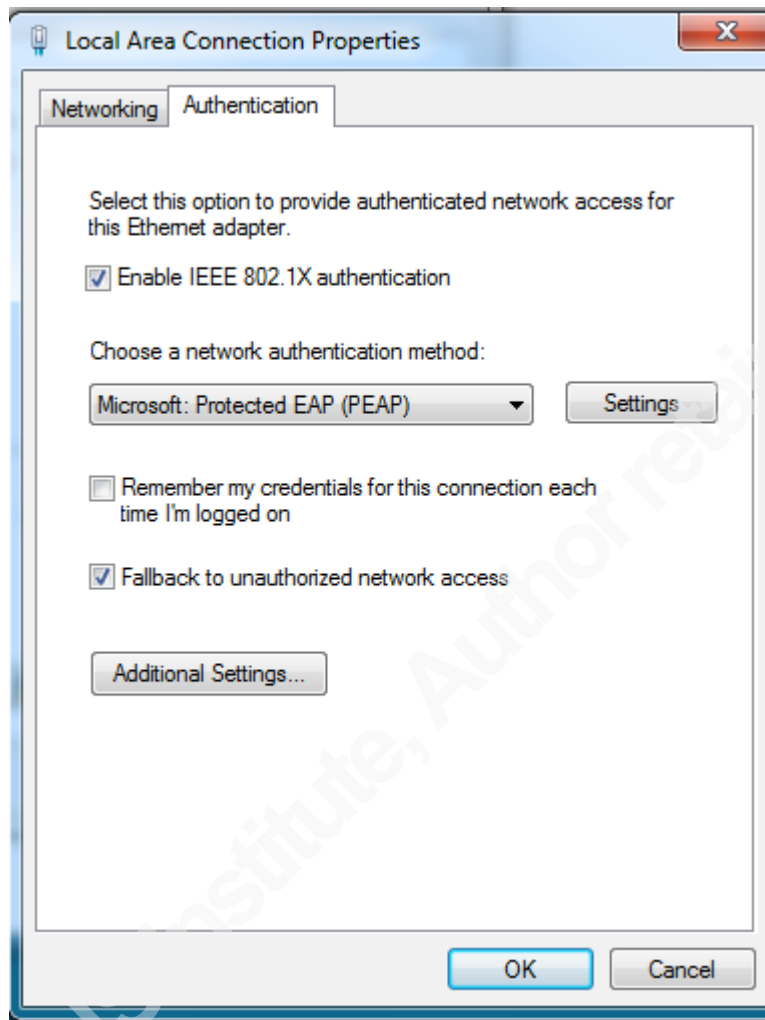 Local Area Connection Properties
Networking
Authentication
Select this option to provide authenticated network access for
this Ethernet adapter.
Enable IEEE 802.1X authentication
Choose a network authentication method:
Microsoft: Protected EAP (PEAP)
Settings
Remember my credentials for this connection each
time I'm logged on
Fallback to unauthorized network access
Additional Settings...
OK
Cancel
Institute, Author